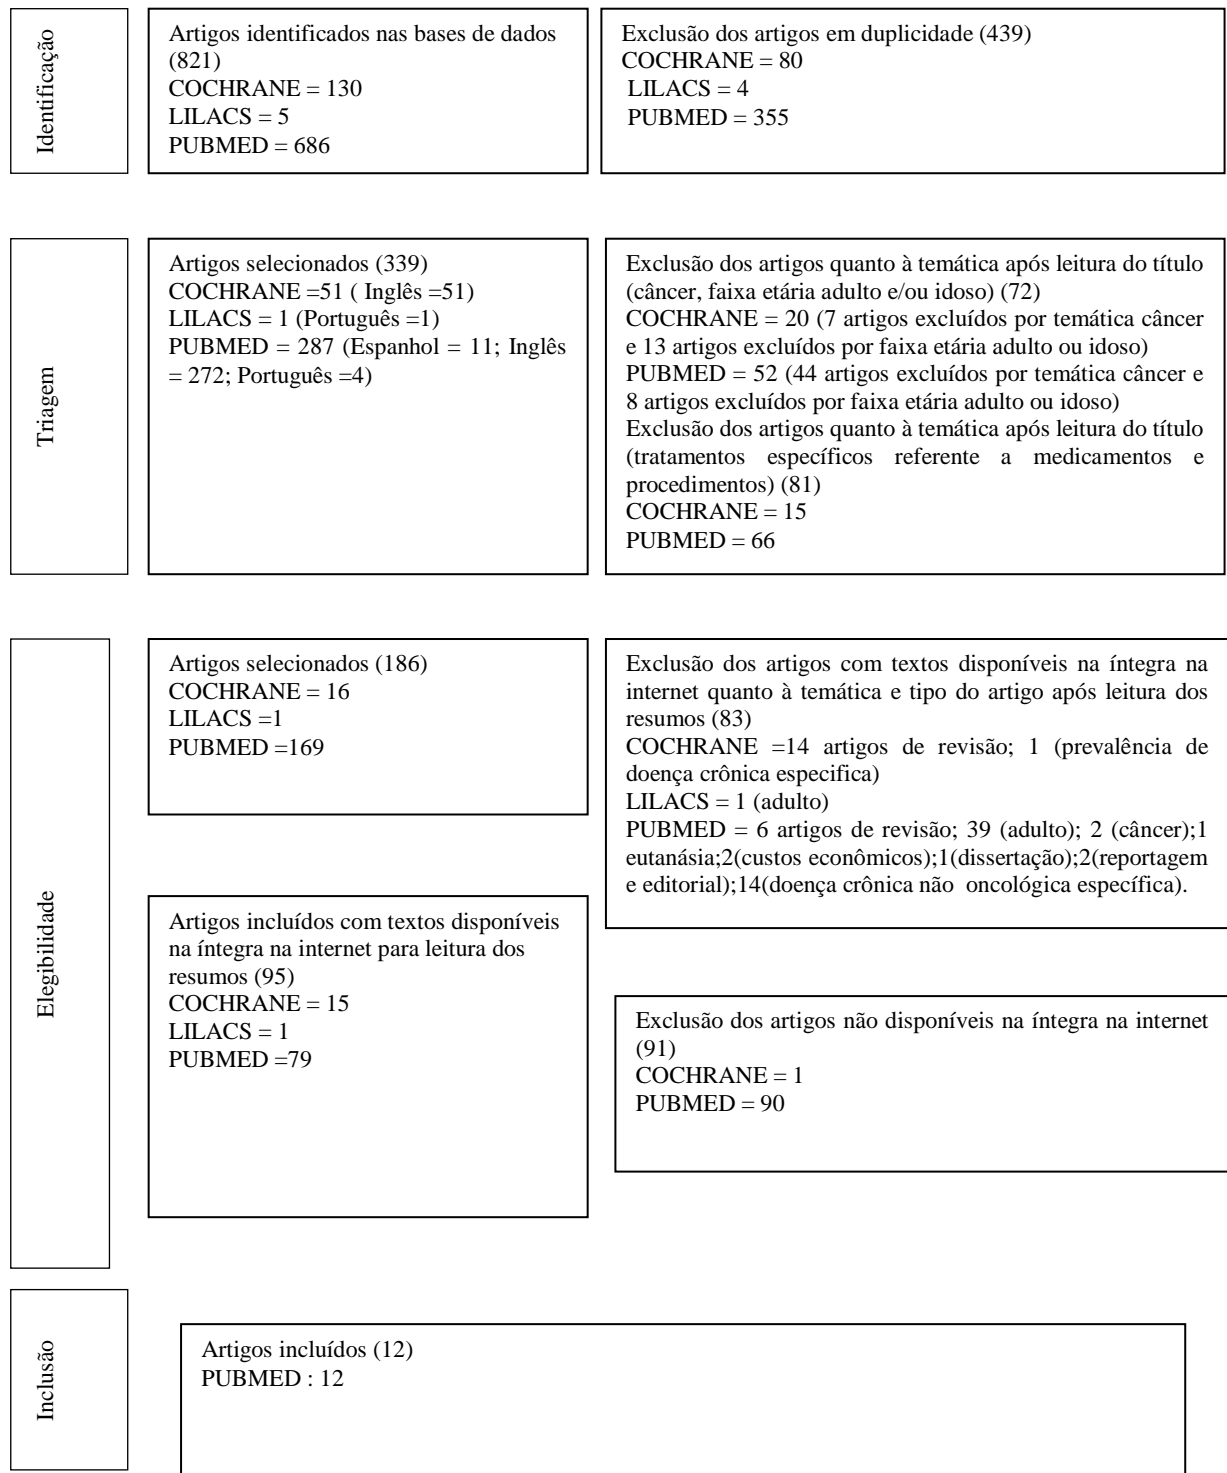 Identificação
Artigos identificados nas bases de dados
(821)
COCHRANE = 130
LILACS = 5
PUBMED = 686
Exclusão dos artigos em duplicidade (439)
COCHRANE = 80
LILACS = 4
PUBMED = 355
Triagem
Artigos selecionados (339)
COCHRANE =51 ( Inglês =51)
LILACS = 1 (Português =1)
PUBMED = 287 (Espanhol = 11; Inglês
= 272; Português =4)
Exclusão dos artigos quanto à temática após leitura do título
(câncer, faixa etária adulto e/ou idoso) (72)
COCHRANE = 20 (7 artigos excluídos por temática câncer
e 13 artigos excluídos por faixa etária adulto ou idoso)
PUBMED = 52 (44 artigos excluídos por temática câncer e
8 artigos excluídos por faixa etária adulto ou idoso)
Exclusão dos artigos quanto à temática após leitura do título
(tratamentos específicos referente a medicamentos e
procedimentos) (81)
COCHRANE = 15
PUBMED = 66
Elegibilidade
Artigos selecionados (186)
COCHRANE = 16
LILACS =1
PUBMED =169
Exclusão dos artigos com textos disponíveis na íntegra na
internet quanto à temática e tipo do artigo após leitura dos
resumos (83)
COCHRANE =14 artigos de revisão; 1 (prevalência de
doença crônica especifica)
LILACS = 1 (adulto)
PUBMED = 6 artigos de revisão; 39 (adulto); 2 (câncer);1
eutanásia;2(custos econômicos);1(dissertação);2(reportagem
e editorial);14(doença crônica não oncológica específica).
Artigos incluídos com textos disponíveis
na íntegra na internet para leitura dos
resumos (95)
COCHRANE = 15
LILACS = 1
PUBMED =79
Exclusão dos artigos não disponíveis na íntegra na internet
(91)
COCHRANE = 1
PUBMED = 90
Inclusão
Artigos incluídos (12)
PUBMED : 12